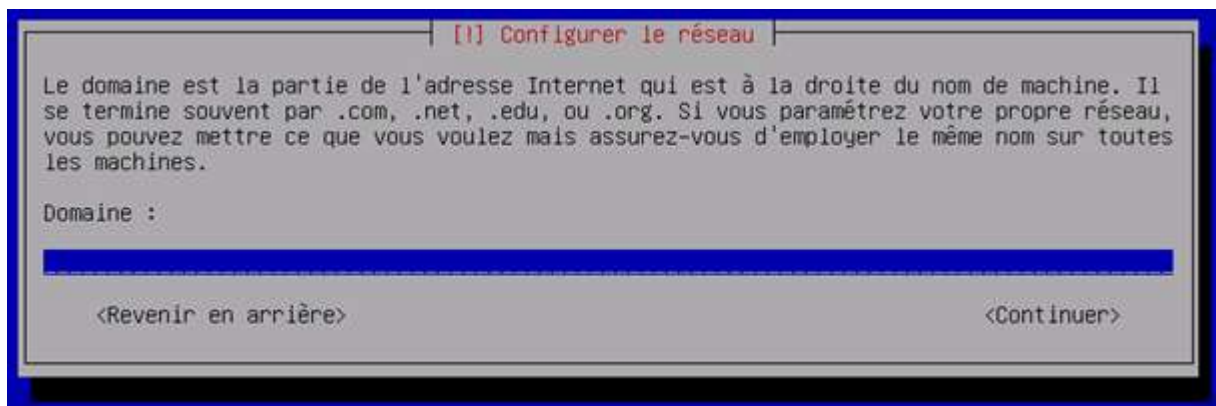 [!] Configurer le réseau
Le domaine est la partie de l'adresse Internet qui est à la droite du nom de machine. Il
se termine souvent par .com, .net, .edu, ou .org. Si vous paramétrez votre propre réseau,
vous pouvez mettre ce que vous voulez mais assurez-vous d'employer le même nom sur toutes
les machines.
Domaine :
<Revenir en arrière> <Continuer>